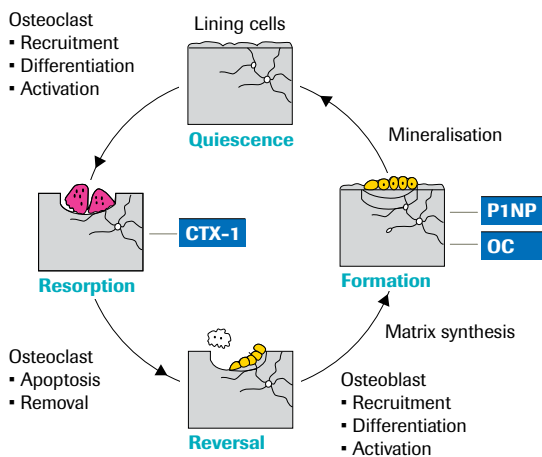 Osteoclast
▪ Recruitment
▪ Differentiation
▪ Activation
Lining cells
Quiescence
Mineralisation
CTX-1
Resorption
P1NP
OC
Formation
Matrix synthesis
Osteoclast
▪ Apoptosis
▪ Removal
Reversal
Osteoblast
▪ Recruitment
▪ Differentiation
▪ Activation